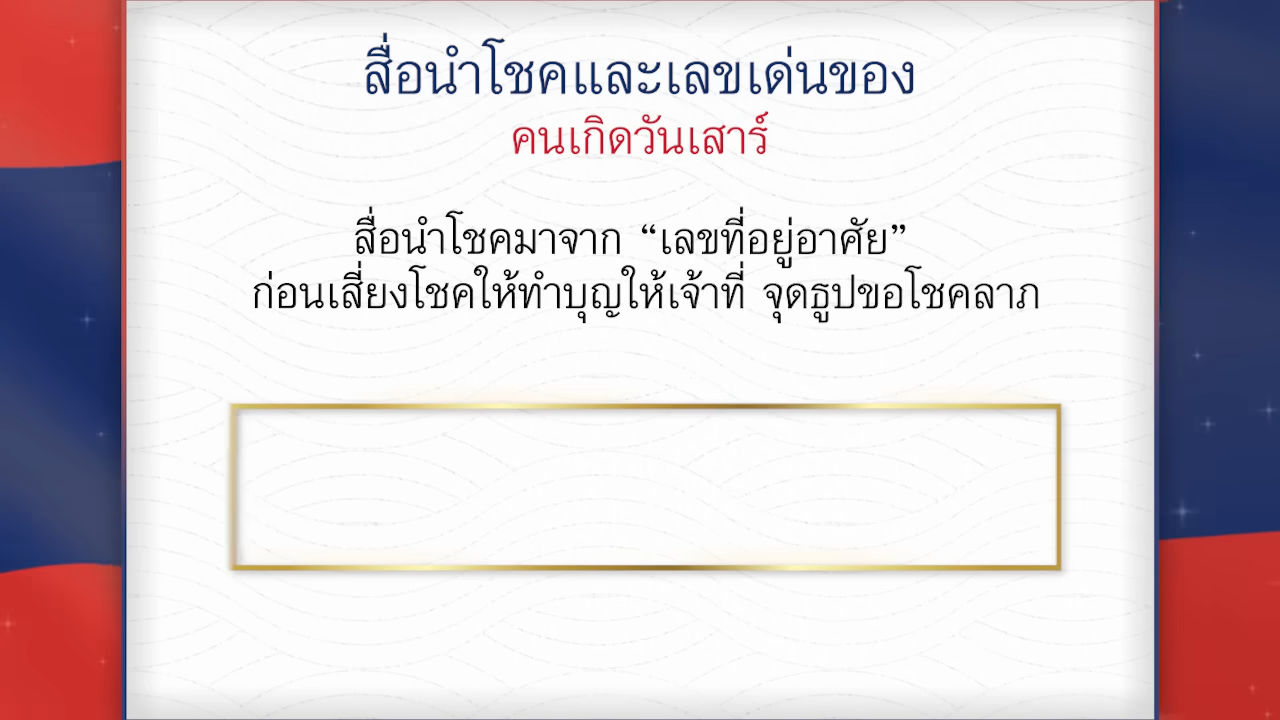 สื่อนำโชคและเลขเด่นของ
คนเกิดวันเสาร์
สื่อนำโชคมาจาก “เลขที่อยู่อาศัย”
ก่อนเสี่ยงโชคให้ทำบุญให้เจ้าที่ จุดธูปขอโชคลาภ